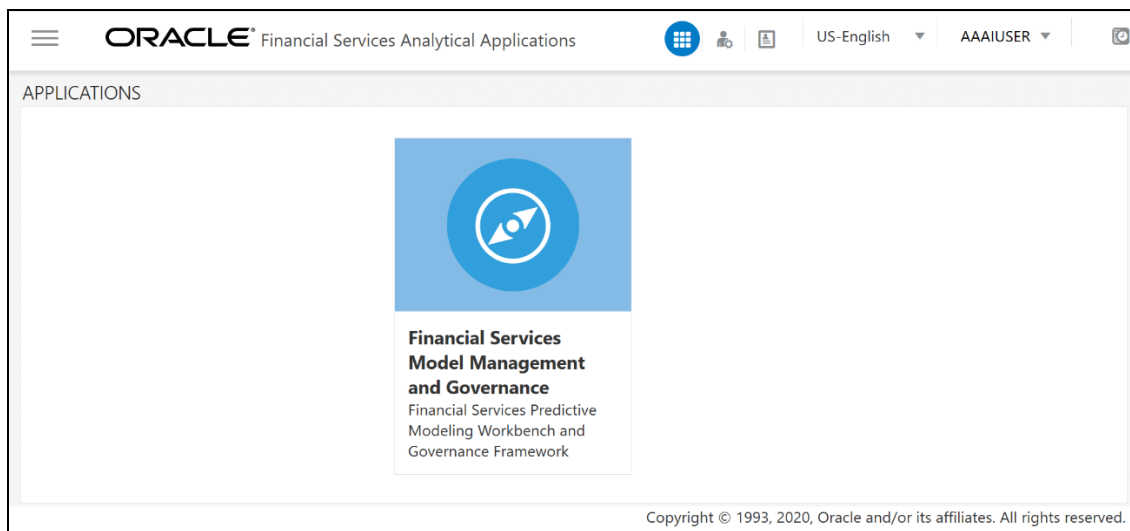 ORACLE® Financial Services Analytical Applications US-English AAAIUSER
APPLICATIONS
Financial Services
Model Management
and Governance
Financial Services Predictive
Modeling Workbench and
Governance Framework
Copyright © 1993, 2020, Oracle and/or its affiliates. All rights reserved.